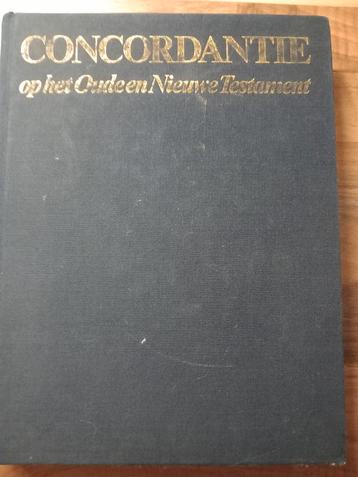 CONCORDANTIE
op het Oude en Nieuwe Testament